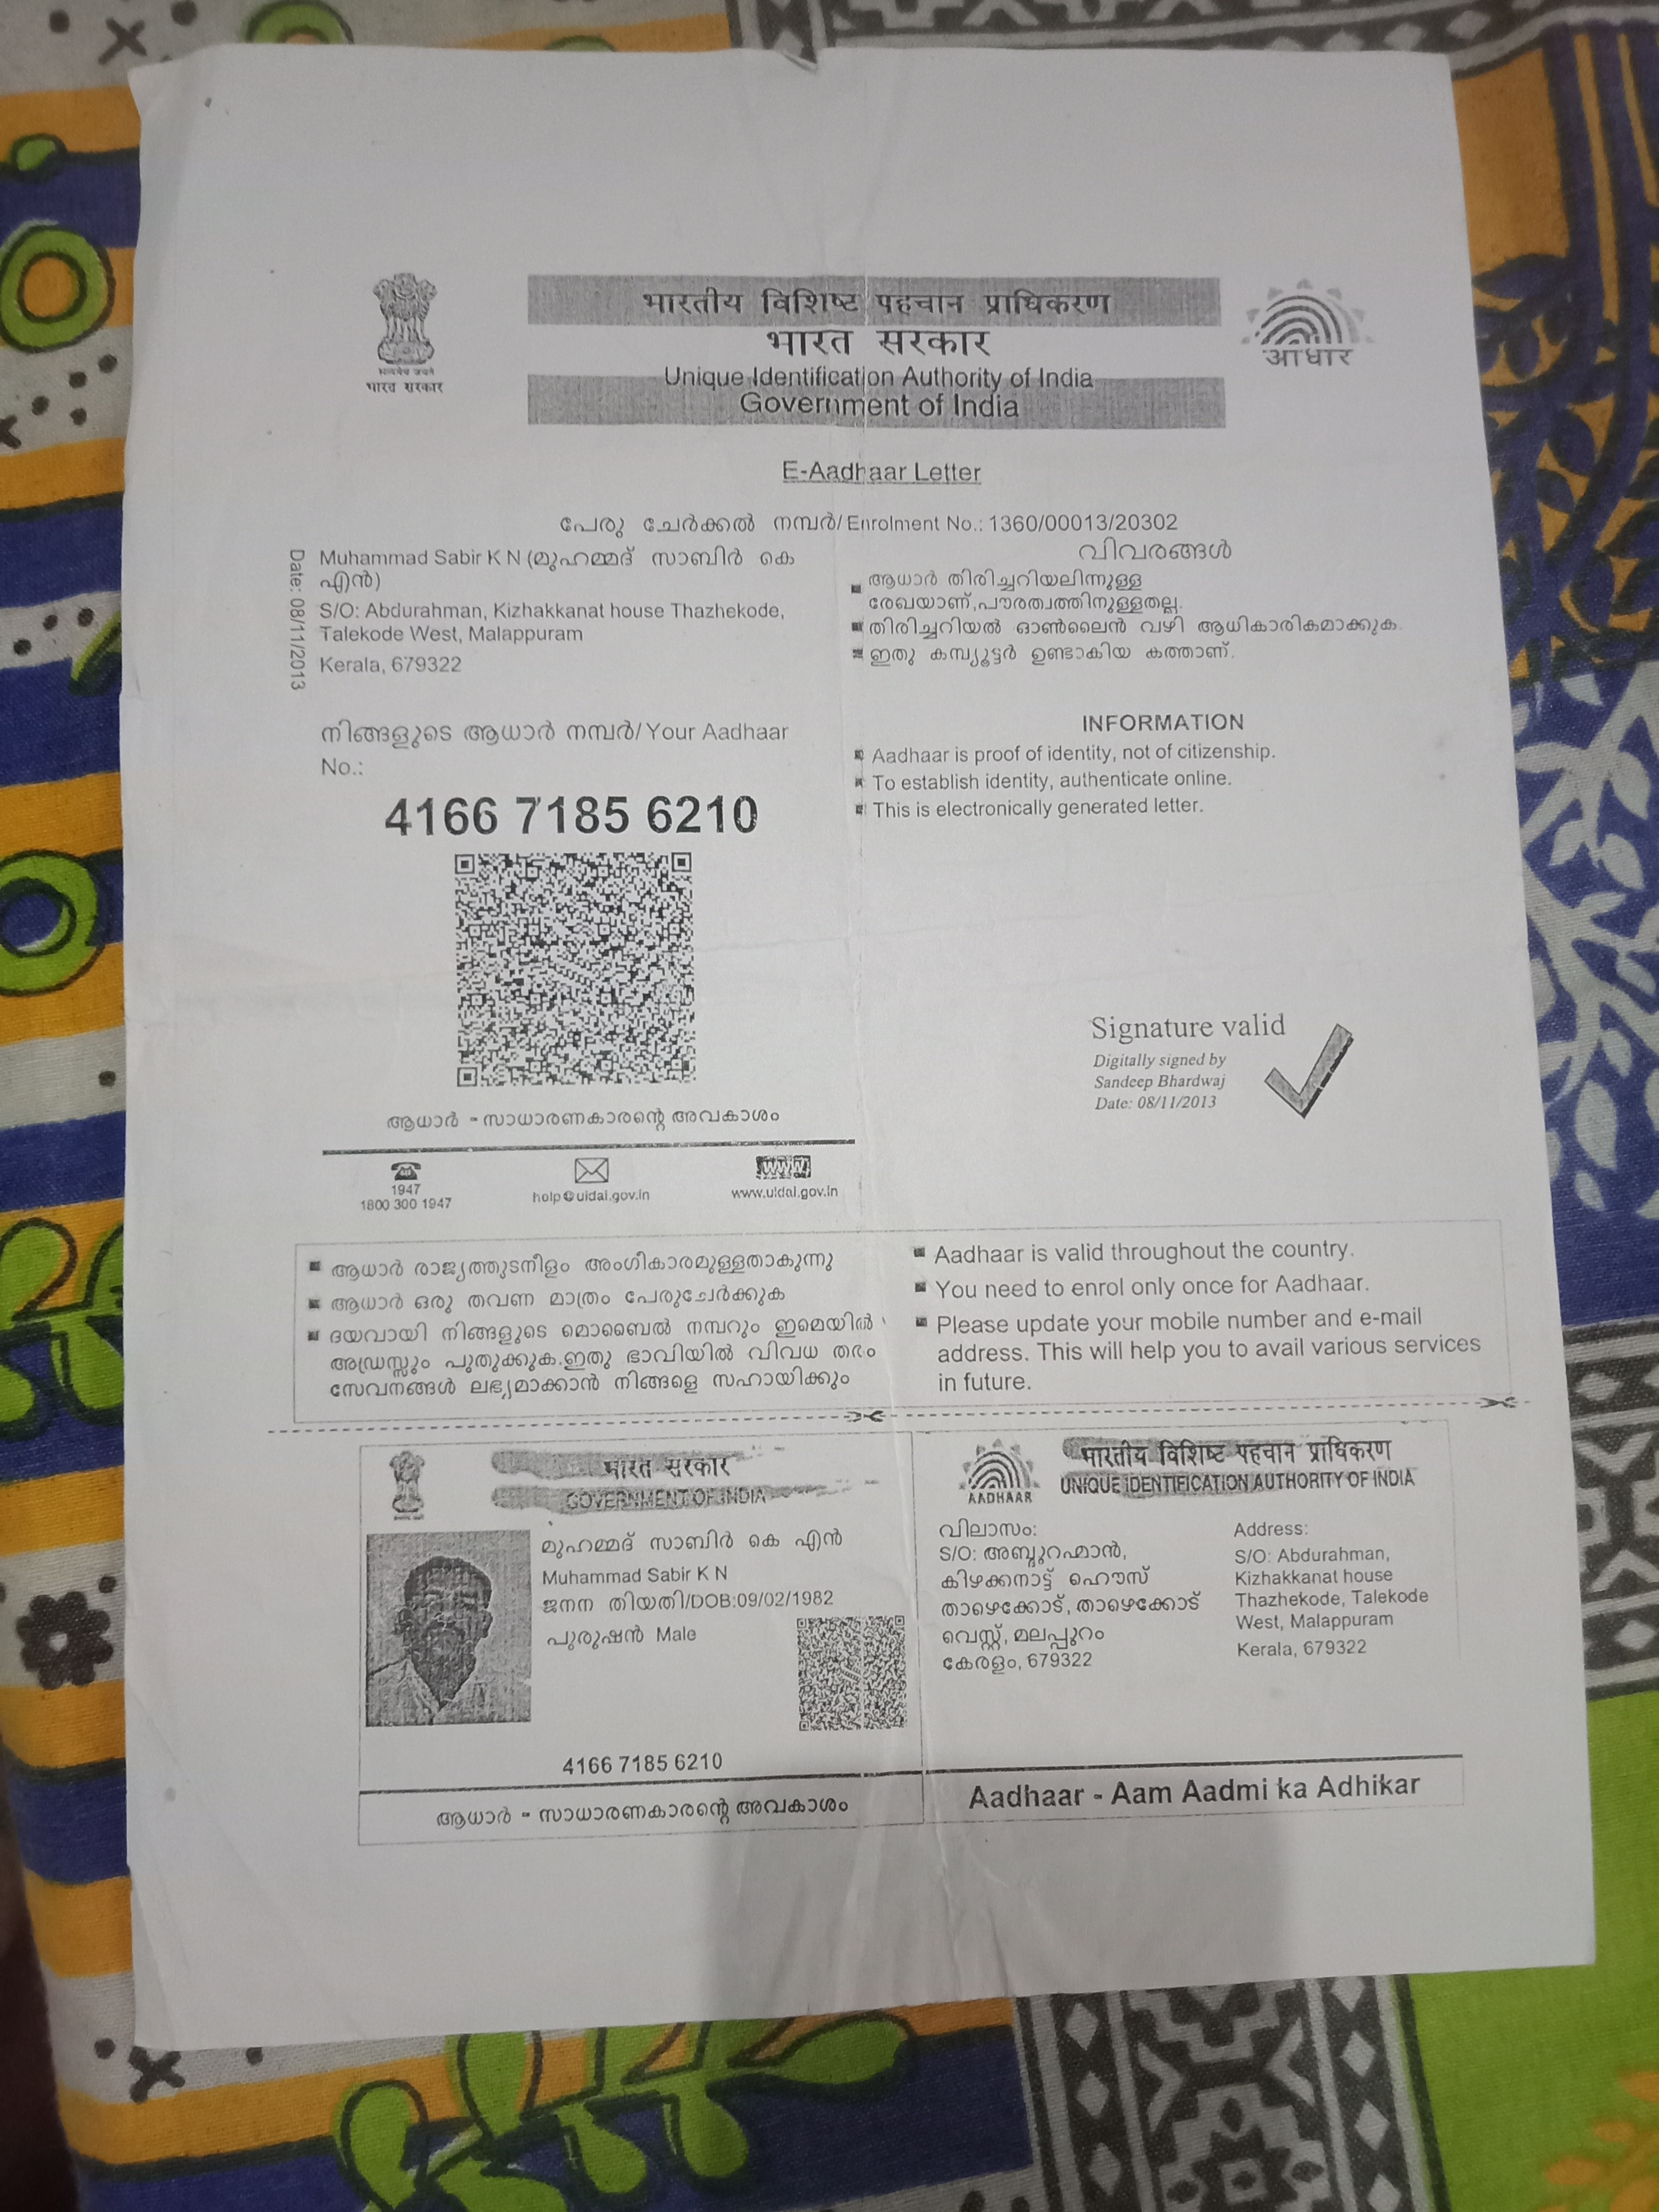 सत्यमेव जयते
भारत सरकार
भारतीय विशिष्ट पहचान प्राधिकरण
भारत सरकार
Unique Identification Authority of India
Government of India
आधार
E-Aadhaar Letter
പേരു ചേർക്കൽ നമ്പർ/ Enrolment No.: 1360/00013/20302
Date: 08/11/2013
Muhammad Sabir K N (മുഹമ്മദ് സാബിർ കെ
എൻ)
S/O: Abdurahman, Kizhakkanat house Thazhekode,
Talekode West, Malappuram
Kerala, 679322
നിങ്ങളുടെ ആധാർ നമ്പർ/ Your Aadhaar
No.:
4166 7185 6210
ആധാർ - സാധാരണകാരന്റെ അവകാശം
1947
1800 300 1947
help@uidai.gov.in
www
www.uidai.gov.in
വിവരങ്ങൾ
ആധാർ തിരിച്ചറിയലിന്നുള്ള
രേഖയാണ്,പൗരത്വത്തിനുള്ളതല്ല.
തിരിച്ചറിയൽ ഓൺലൈൻ വഴി ആധികാരികമാക്കുക.
ഇതു കമ്പ്യൂട്ടർ ഉണ്ടാകിയ കത്താണ്.
INFORMATION
Aadhaar is proof of identity, not of citizenship.
To establish identity, authenticate online.
This is electronically generated letter.
Signature valid
Digitally signed by
Sandeep Bhardwaj
Date: 08/11/2013
ആധാർ രാജ്യത്തുടനീളം അംഗീകാരമുള്ളതാകുന്നു
ആധാർ ഒരു തവണ മാത്രം പേരുചേർക്കുക
ദയവായി നിങ്ങളുടെ മൊബൈൽ നമ്പറും ഇമെയിൽ
അഡ്രസ്സും പുതുക്കുക.ഇതു ഭാവിയിൽ വിവധ തരം
സേവനങ്ങൾ ലഭ്യമാക്കാൻ നിങ്ങളെ സഹായിക്കും
Aadhaar is valid throughout the country.
You need to enrol only once for Aadhaar.
Please update your mobile number and e-mail
address. This will help you to avail various services
in future.
भारत सरकार
GOVERNMENT OF INDIA
മുഹമ്മദ് സാബിർ കെ എൻ
Muhammad Sabir K N
ജനന തിയതി/DOB:09/02/1982
പുരുഷൻ Male
4166 7185 6210
ആധാർ - സാധാരണകാരന്റെ അവകാശം
AADHAAR
भारतीय विशिष्ट पहचान प्राधिकरण
UNIQUE IDENTIFICATION AUTHORITY OF INDIA
വിലാസം:
S/O: അബ്ദുറഹ്മാൻ,
കിഴക്കനാട്ട് ഹൌസ്
താഴെക്കോട്, താഴെക്കോട്
വെസ്റ്റ്, മലപ്പുറം
കേരളം, 679322
Address:
S/O: Abdurahman,
Kizhakkanat house
Thazhekode, Talekode
West, Malappuram
Kerala, 679322
Aadhaar - Aam Aadmi ka Adhikar